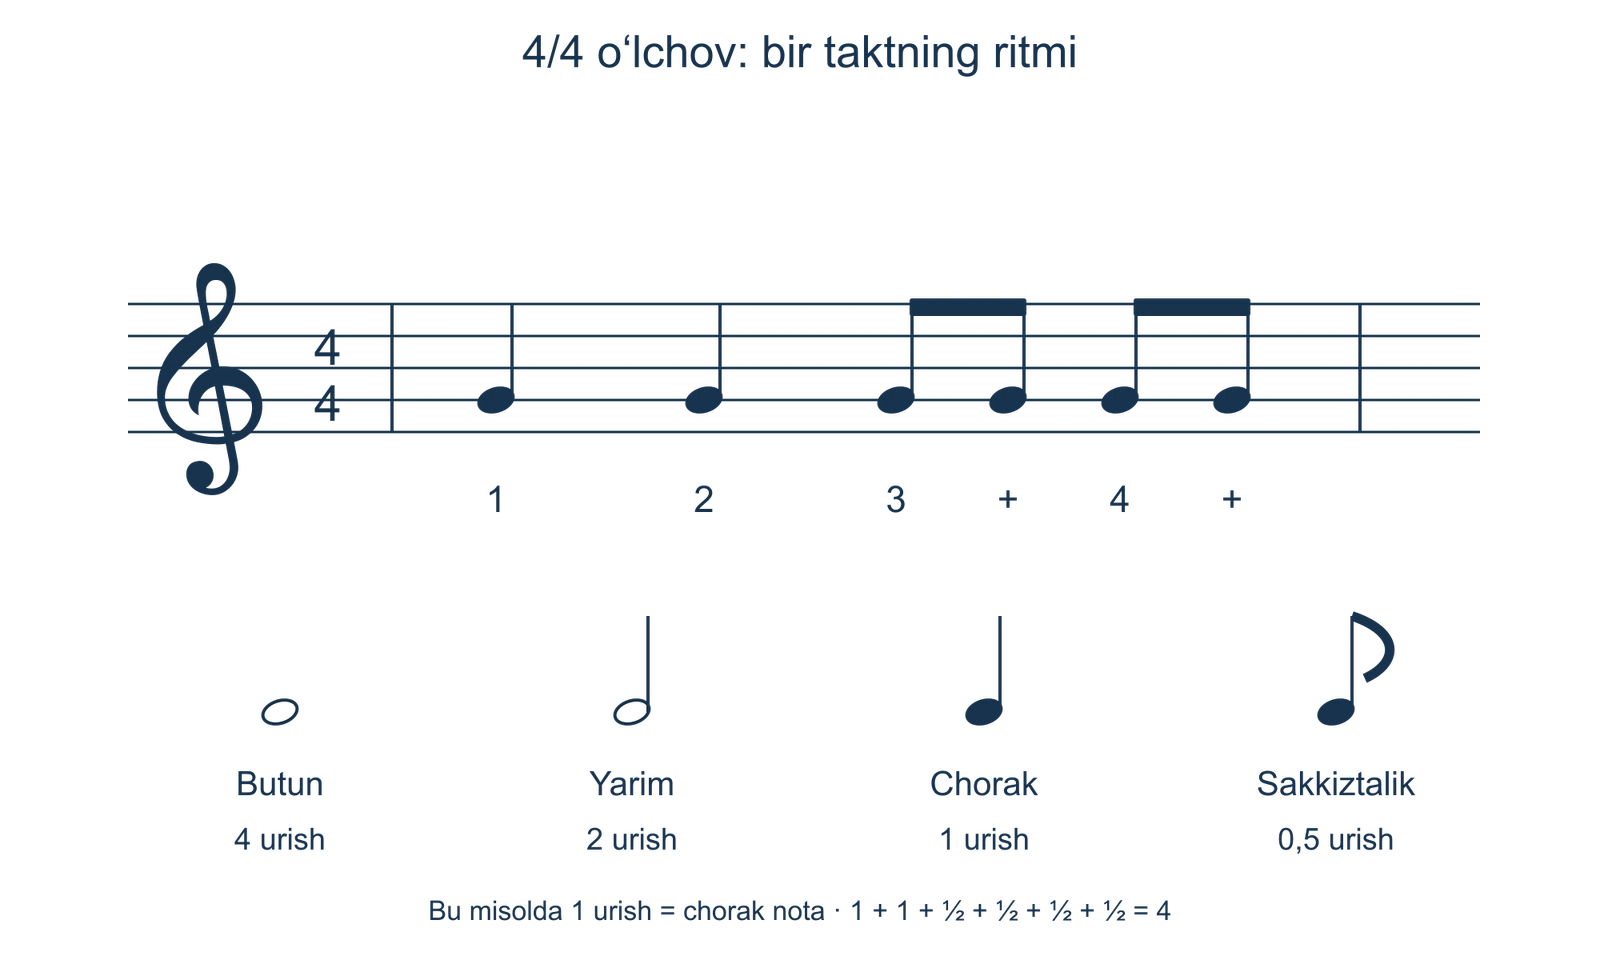 4/4 o‘lchov: bir taktning ritmi
4
4
1 2 3 + 4 +
Butun Yarim Chorak Sakkiztalik
4 urish 2 urish 1 urish 0,5 urish
Bu misolda 1 urish = chorak nota · 1 + 1 + ½ + ½ + ½ + ½ = 4